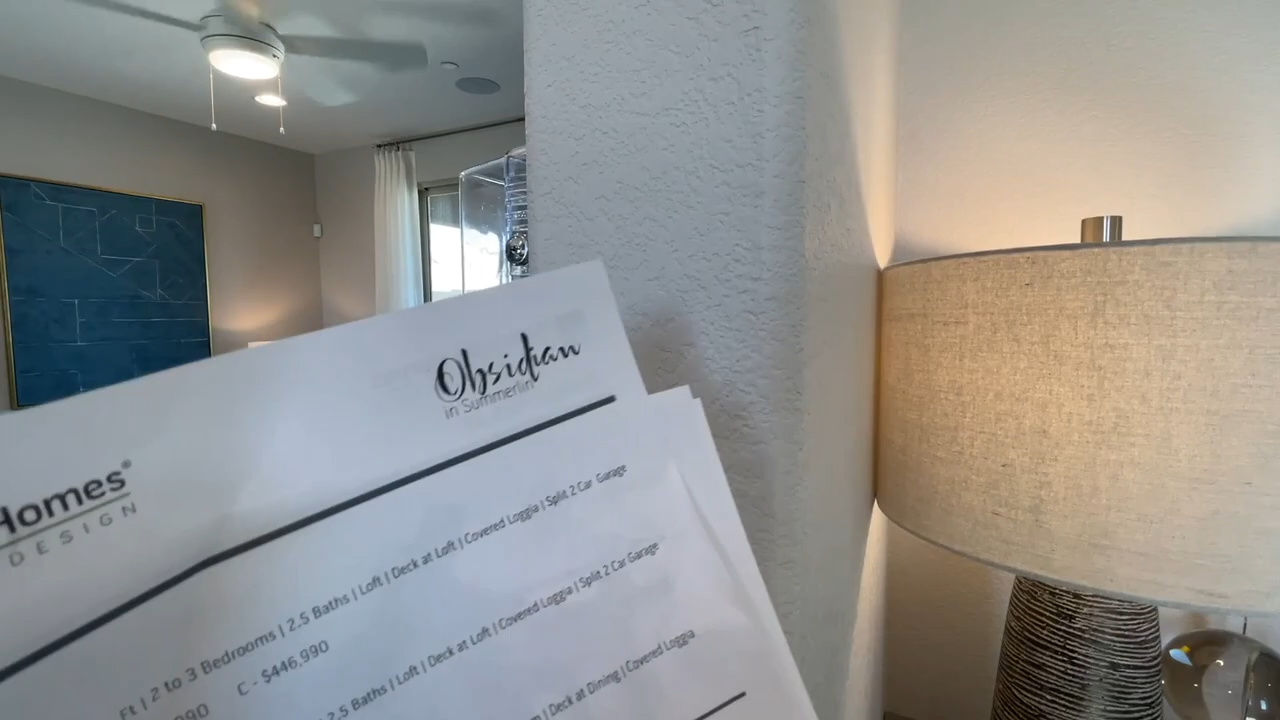 Obsidian
in Summerlin
Homes®
DESIGN
Ft | 2 to 3 Bedrooms | 2.5 Baths | Loft | Deck at Loft | Covered Loggia | Split 2 Car Garage
990 C - $446,990
2.5 Baths | Loft | Deck at Loft | Covered Loggia | Split 2 Car Garage
| Deck at Dining | Covered Loggia